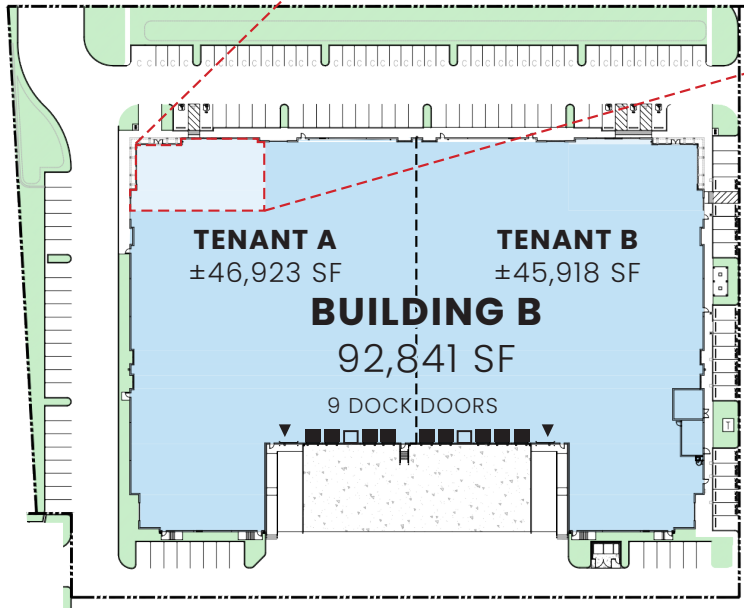 TENANT A
±46,923 SF
TENANT B
±45,918 SF
BUILDING B
92,841 SF
9 DOCK DOORS
T